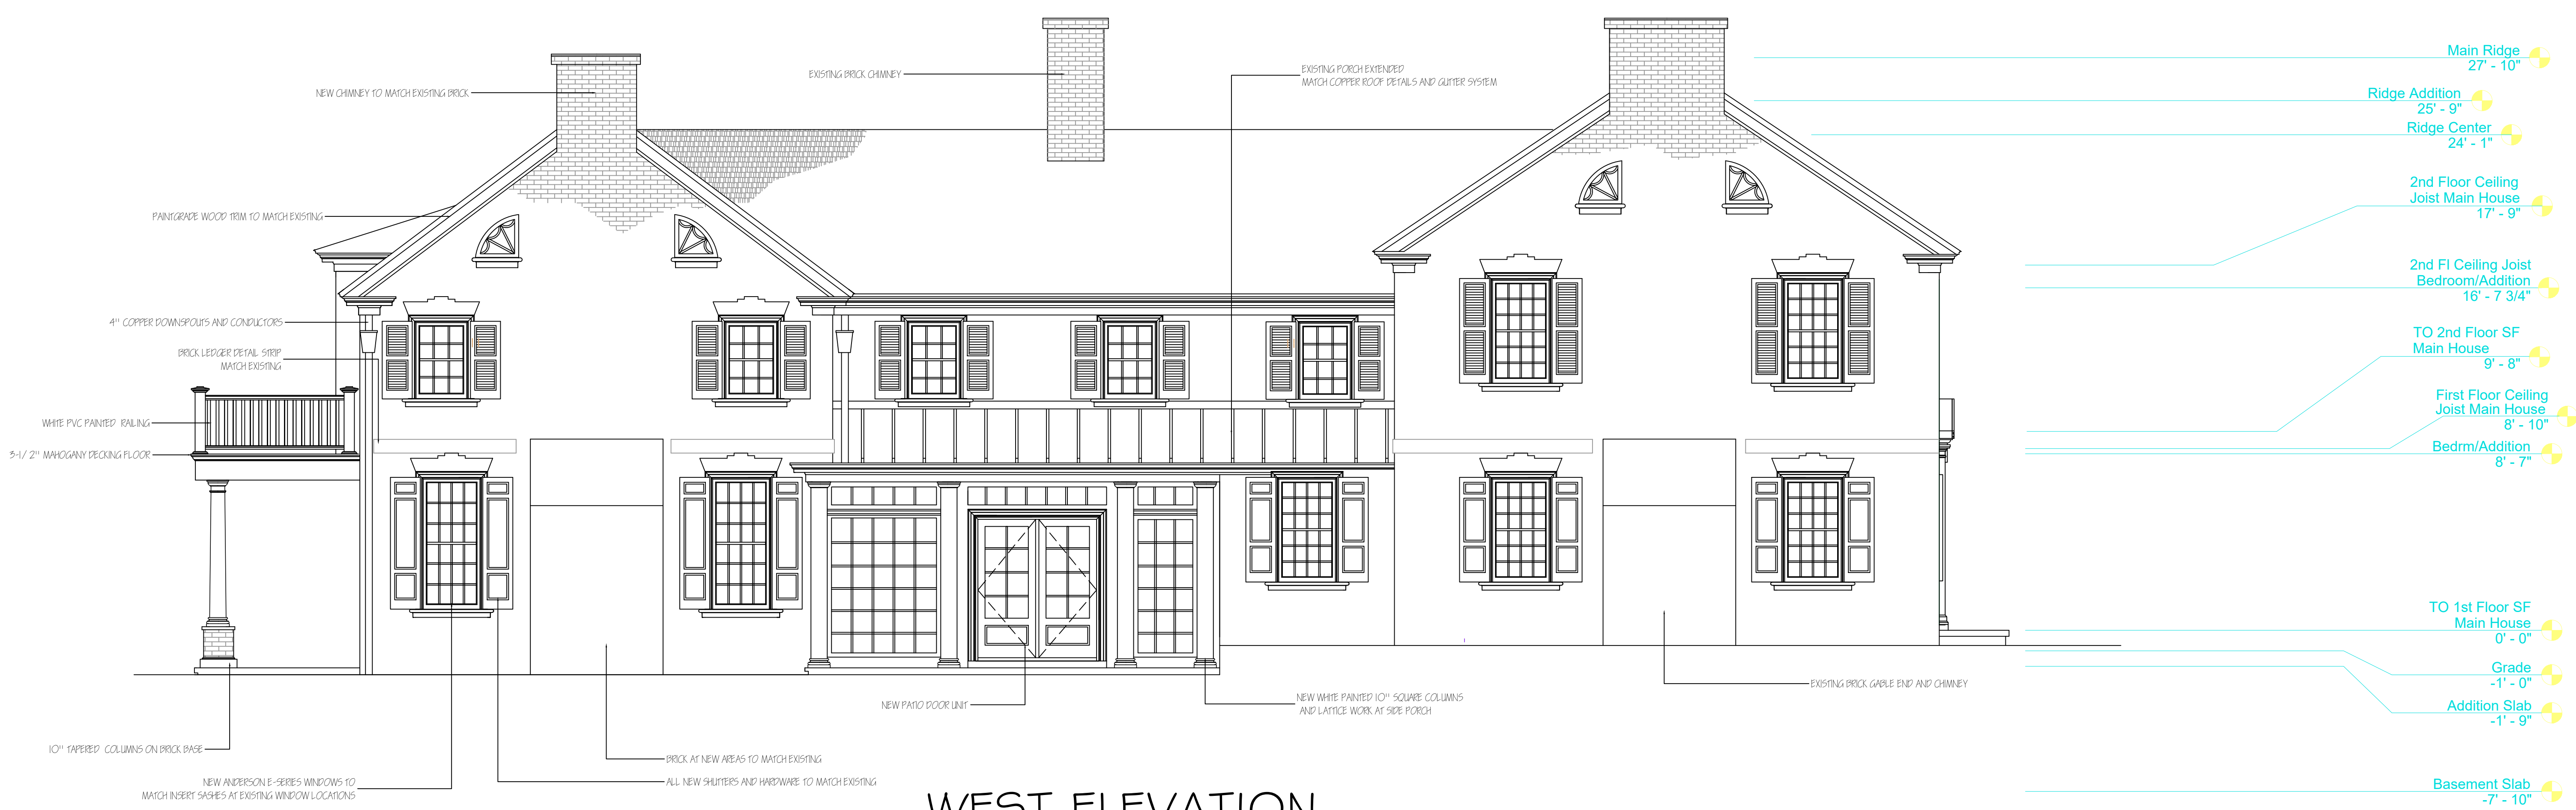 NEW CHIMNEY TO MATCH EXISTING BRICK
EXISTING BRICK CHIMNEY
EXISTING PORCH EXTENDED
MATCH COPPER ROOF DETAILS AND GUTTER SYSTEM
PAINTGRADE WOOD TRIM TO MATCH EXISTING
4" COPPER DOWNSPOUTS AND CONDUCTORS
BRICK LEDGER DETAIL STRIP
MATCH EXISTING
WHITE PVC PAINTED RAILING
3-1/2" MAHOGANY DECKING FLOOR
10" TAPERED COLUMNS ON BRICK BASE
NEW ANDERSON E-SERIES WINDOWS TO
MATCH INSERT SASHES AT EXISTING WINDOW LOCATIONS
BRICK AT NEW AREAS TO MATCH EXISTING
ALL NEW SHUTTERS AND HARDWARE TO MATCH EXISTING
NEW PATIO DOOR UNIT
NEW WHITE PAINTED 10" SQUARE COLUMNS
AND LATTICE WORK AT SIDE PORCH
EXISTING BRICK GABLE END AND CHIMNEY
WEST ELEVATION
Main Ridge
27' - 10"
Ridge Addition
25' - 9"
Ridge Center
24' - 1"
2nd Floor Ceiling
Joist Main House
17' - 9"
2nd Fl Ceiling Joist
Bedroom/Addition
16' - 7 3/4"
TO 2nd Floor SF
Main House
9' - 8"
First Floor Ceiling
Joist Main House
8' - 10"
Bedrm/Addition
8' - 7"
TO 1st Floor SF
Main House
0' - 0"
Grade
-1' - 0"
Addition Slab
-1' - 9"
Basement Slab
-7' - 10"